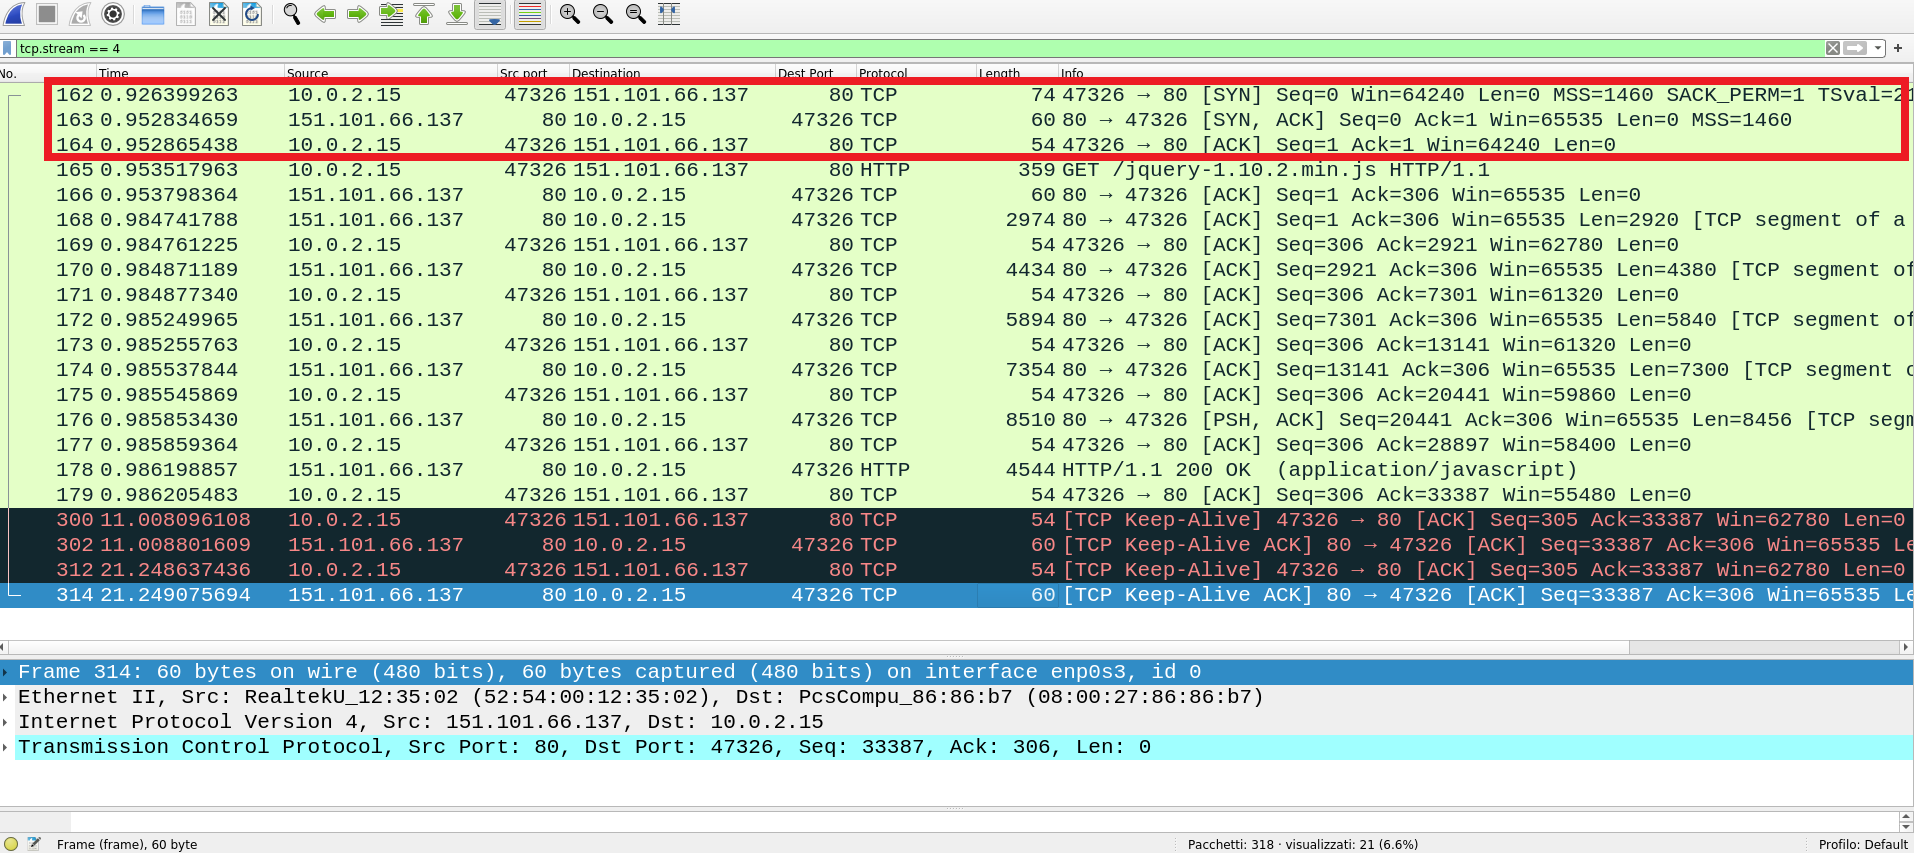 tcp.stream == 4
No. Time Source Src port Destination Dest Port Protocol Length Info
162 0.926399263 10.0.2.15 47326 151.101.66.137 80 TCP 74 47326 → 80 [SYN] Seq=0 Win=64240 Len=0 MSS=1460 SACK_PERM=1 TSval=21
163 0.952834659 151.101.66.137 80 10.0.2.15 47326 TCP 60 80 → 47326 [SYN, ACK] Seq=0 Ack=1 Win=65535 Len=0 MSS=1460
164 0.952865438 10.0.2.15 47326 151.101.66.137 80 TCP 54 47326 → 80 [ACK] Seq=1 Ack=1 Win=64240 Len=0
165 0.953517963 10.0.2.15 47326 151.101.66.137 80 HTTP 359 GET /jquery-1.10.2.min.js HTTP/1.1
166 0.953798364 151.101.66.137 80 10.0.2.15 47326 TCP 60 80 → 47326 [ACK] Seq=1 Ack=306 Win=65535 Len=0
168 0.984741788 151.101.66.137 80 10.0.2.15 47326 TCP 2974 80 → 47326 [ACK] Seq=1 Ack=306 Win=65535 Len=2920 [TCP segment of a
169 0.984761225 10.0.2.15 47326 151.101.66.137 80 TCP 54 47326 → 80 [ACK] Seq=306 Ack=2921 Win=62780 Len=0
170 0.984871189 151.101.66.137 80 10.0.2.15 47326 TCP 4434 80 → 47326 [ACK] Seq=2921 Ack=306 Win=65535 Len=4380 [TCP segment of
171 0.984877340 10.0.2.15 47326 151.101.66.137 80 TCP 54 47326 → 80 [ACK] Seq=306 Ack=7301 Win=61320 Len=0
172 0.985249965 151.101.66.137 80 10.0.2.15 47326 TCP 5894 80 → 47326 [ACK] Seq=7301 Ack=306 Win=65535 Len=5840 [TCP segment of
173 0.985255763 10.0.2.15 47326 151.101.66.137 80 TCP 54 47326 → 80 [ACK] Seq=306 Ack=13141 Win=61320 Len=0
174 0.985537844 151.101.66.137 80 10.0.2.15 47326 TCP 7354 80 → 47326 [ACK] Seq=13141 Ack=306 Win=65535 Len=7300 [TCP segment o
175 0.985545869 10.0.2.15 47326 151.101.66.137 80 TCP 54 47326 → 80 [ACK] Seq=306 Ack=20441 Win=59860 Len=0
176 0.985853430 151.101.66.137 80 10.0.2.15 47326 TCP 8510 80 → 47326 [PSH, ACK] Seq=20441 Ack=306 Win=65535 Len=8456 [TCP segm
177 0.985859364 10.0.2.15 47326 151.101.66.137 80 TCP 54 47326 → 80 [ACK] Seq=306 Ack=28897 Win=58400 Len=0
178 0.986198857 151.101.66.137 80 10.0.2.15 47326 HTTP 4544 HTTP/1.1 200 OK (application/javascript)
179 0.986205483 10.0.2.15 47326 151.101.66.137 80 TCP 54 47326 → 80 [ACK] Seq=306 Ack=33387 Win=55480 Len=0
300 11.008096108 10.0.2.15 47326 151.101.66.137 80 TCP 54 [TCP Keep-Alive] 47326 → 80 [ACK] Seq=305 Ack=33387 Win=62780 Len=0
302 11.008801609 151.101.66.137 80 10.0.2.15 47326 TCP 60 [TCP Keep-Alive ACK] 80 → 47326 [ACK] Seq=33387 Ack=306 Win=65535 Le
312 21.248637436 10.0.2.15 47326 151.101.66.137 80 TCP 54 [TCP Keep-Alive] 47326 → 80 [ACK] Seq=305 Ack=33387 Win=62780 Len=0
314 21.249075694 151.101.66.137 80 10.0.2.15 47326 TCP 60 [TCP Keep-Alive ACK] 80 → 47326 [ACK] Seq=33387 Ack=306 Win=65535 Le
Frame 314: 60 bytes on wire (480 bits), 60 bytes captured (480 bits) on interface enp0s3, id 0
Ethernet II, Src: RealtekU_12:35:02 (52:54:00:12:35:02), Dst: PcsCompu_86:86:b7 (08:00:27:86:86:b7)
Internet Protocol Version 4, Src: 151.101.66.137, Dst: 10.0.2.15
Transmission Control Protocol, Src Port: 80, Dst Port: 47326, Seq: 33387, Ack: 306, Len: 0
Frame (frame), 60 byte Pacchetti: 318 · visualizzati: 21 (6.6%) Profilo: Default